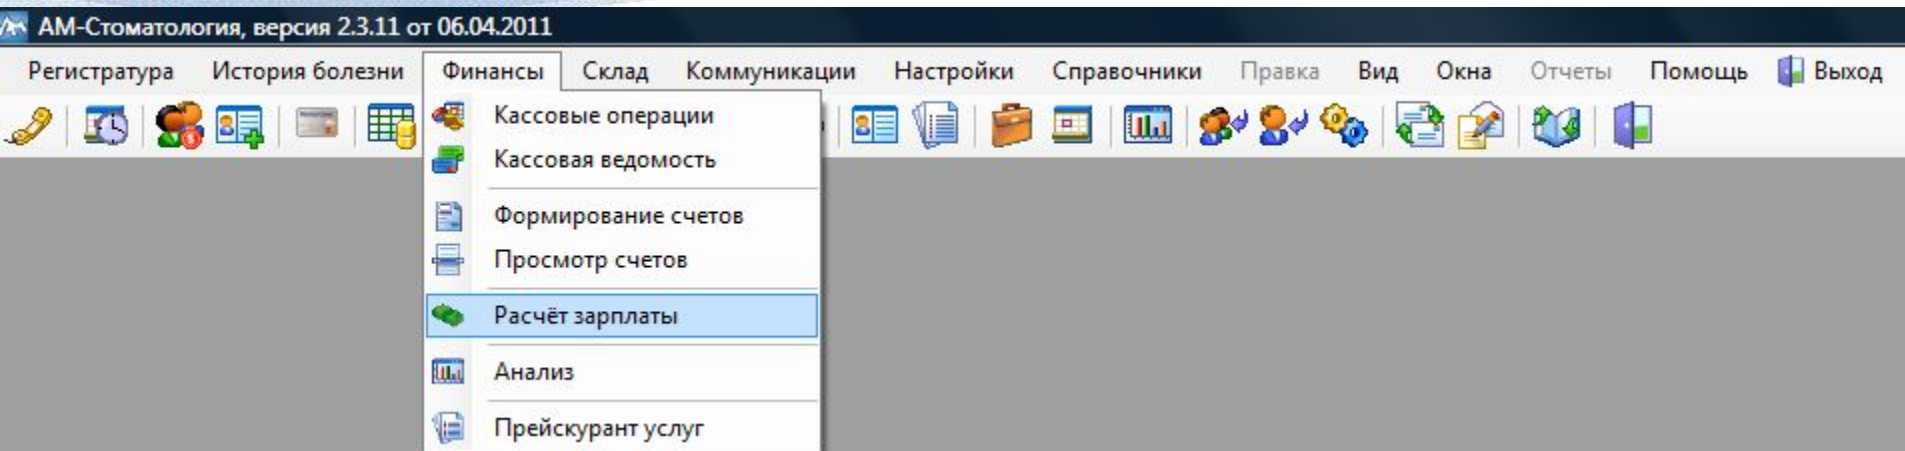 АМ-Стоматология, версия 2.3.11 от 06.04.2011
Регистратура История болезни Финансы Склад Коммуникации Настройки Справочники Правка Вид Окна Отчеты Помощь Выход
Кассовые операции
Кассовая ведомость
Формирование счетов
Просмотр счетов
Расчёт зарплаты
Анализ
Прейскурант услуг